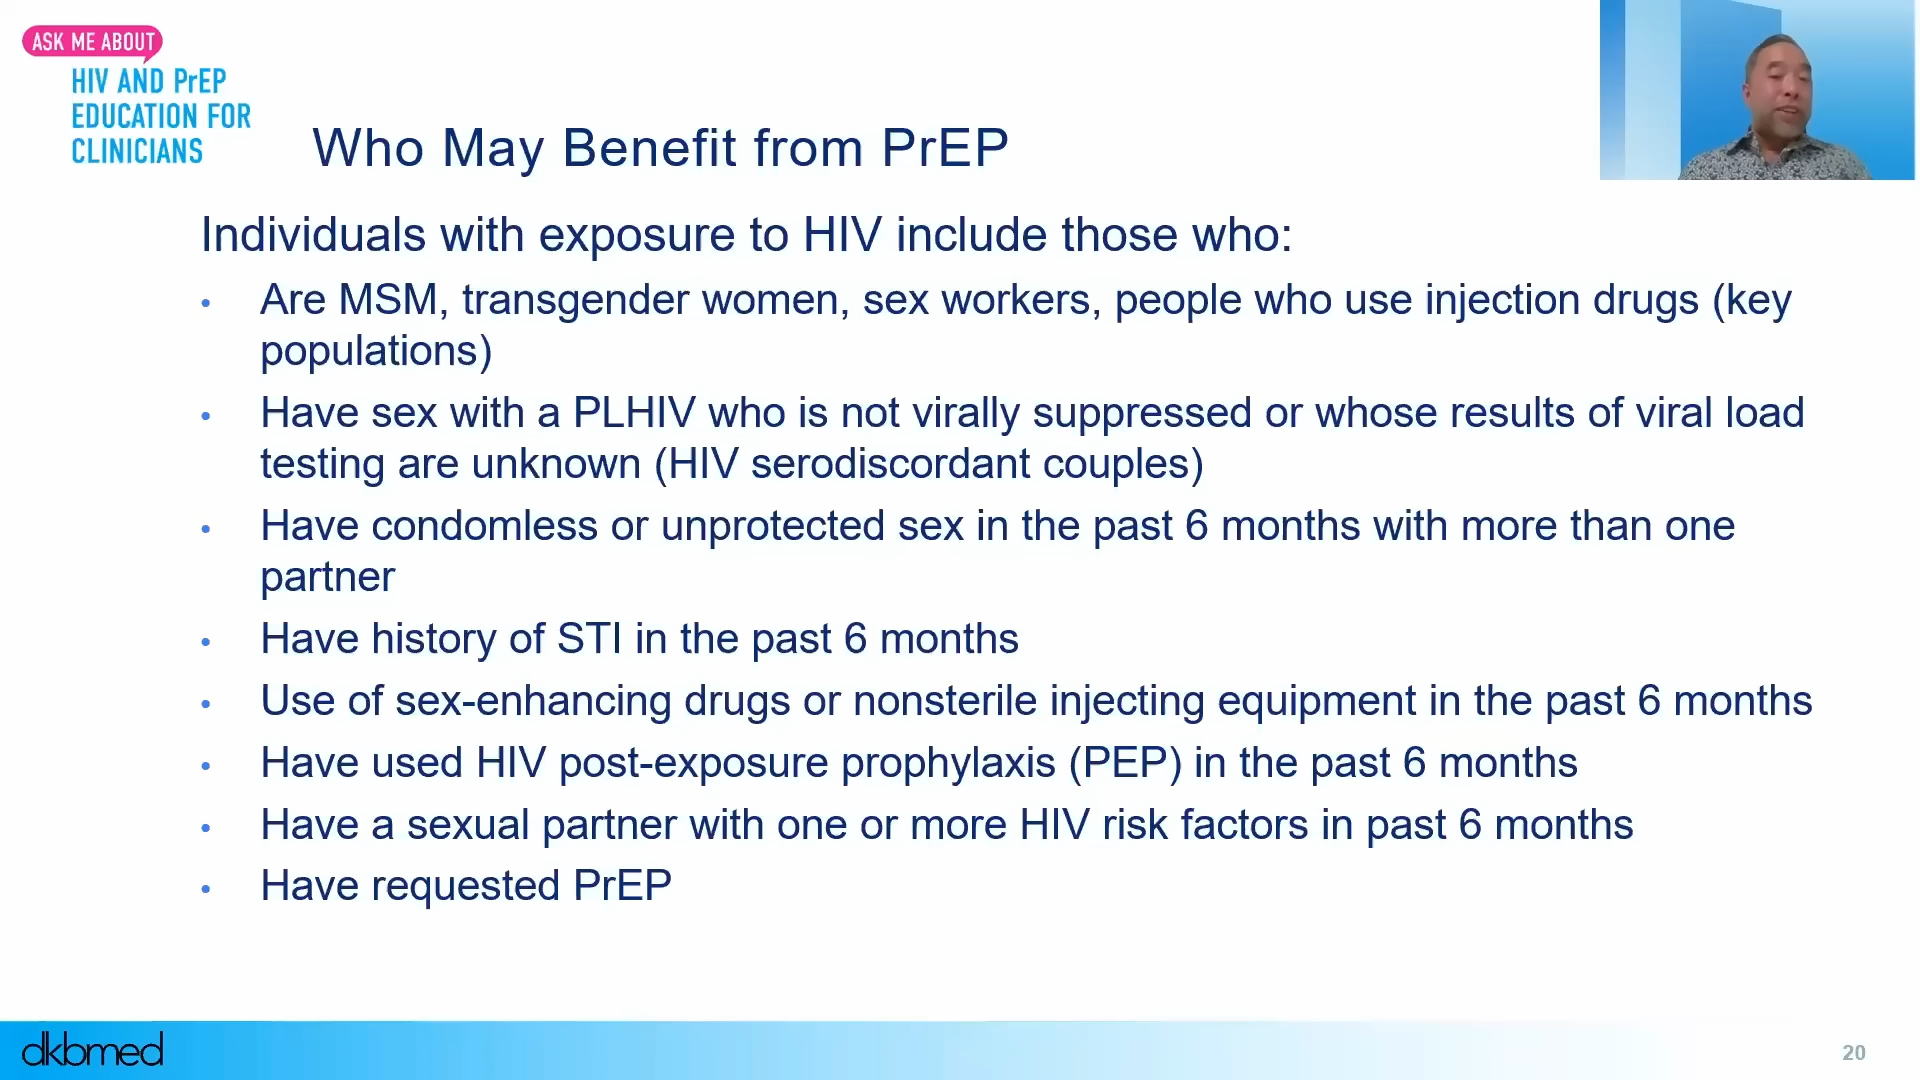 ASK ME ABOUT
HIV AND PrEP
EDUCATION FOR
CLINICIANS
Who May Benefit from PrEP
Individuals with exposure to HIV include those who:
• Are MSM, transgender women, sex workers, people who use injection drugs (key
populations)
• Have sex with a PLHIV who is not virally suppressed or whose results of viral load
testing are unknown (HIV serodiscordant couples)
• Have condomless or unprotected sex in the past 6 months with more than one
partner
• Have history of STI in the past 6 months
• Use of sex-enhancing drugs or nonsterile injecting equipment in the past 6 months
• Have used HIV post-exposure prophylaxis (PEP) in the past 6 months
• Have a sexual partner with one or more HIV risk factors in past 6 months
• Have requested PrEP
dkbmed
20